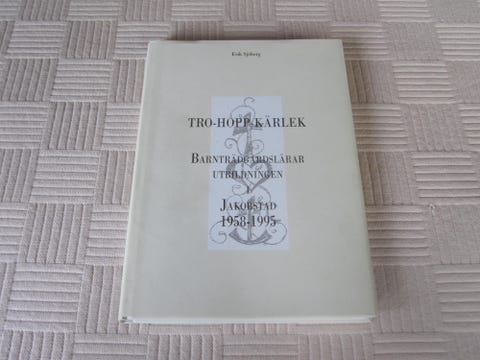 Erik Sjöberg
TRO-HOPP-KÄRLEK
BARNTRÄDGÅRDSLÄRAR
UTBILDNINGEN
I
JAKOBSTAD
1958-1995